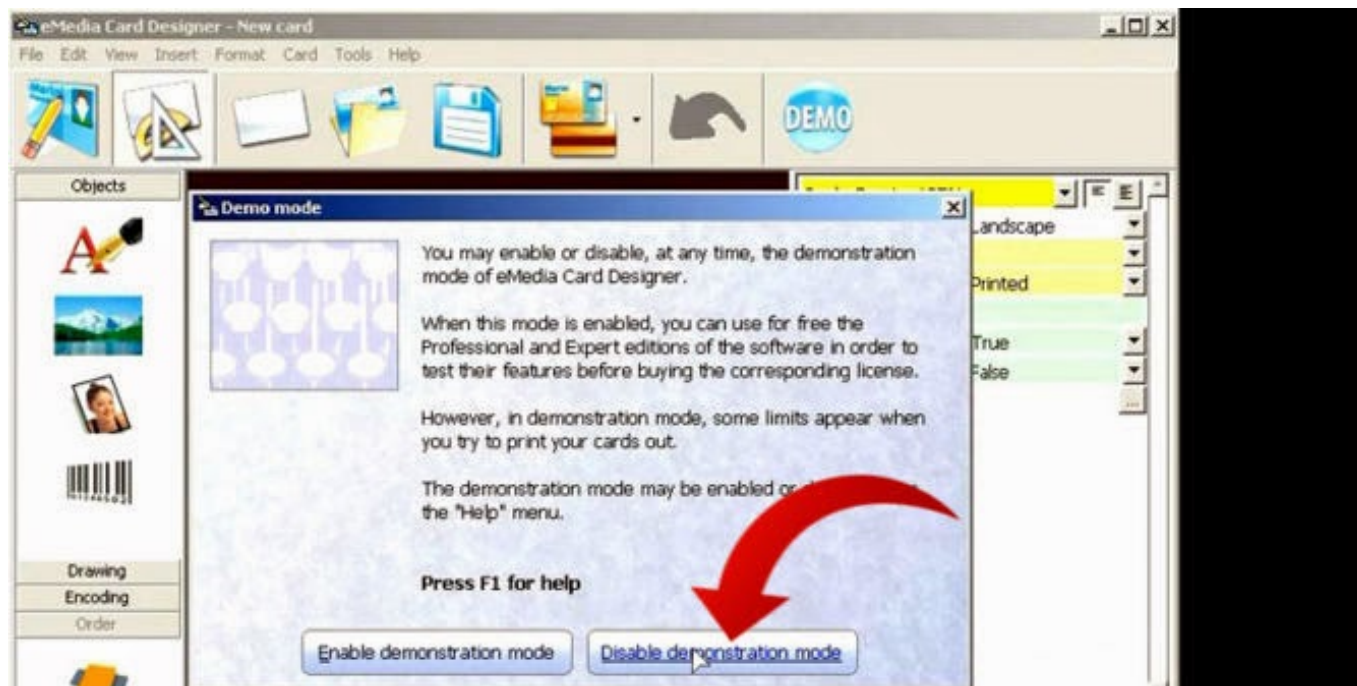 eMedia Card Designer - New card
File Edit View Insert Format Card Tools Help
DEMO
Objects
Demo mode
You may enable or disable, at any time, the demonstration
mode of eMedia Card Designer.
When this mode is enabled, you can use for free the
Professional and Expert editions of the software in order to
test their features before buying the corresponding license.
However, in demonstration mode, some limits appear when
you try to print your cards out.
The demonstration mode may be enabled or
the "Help" menu.
Press F1 for help
Enable demonstration mode
Disable demonstration mode
Landscape
Printed
True
False
...
Drawing
Encoding
Order